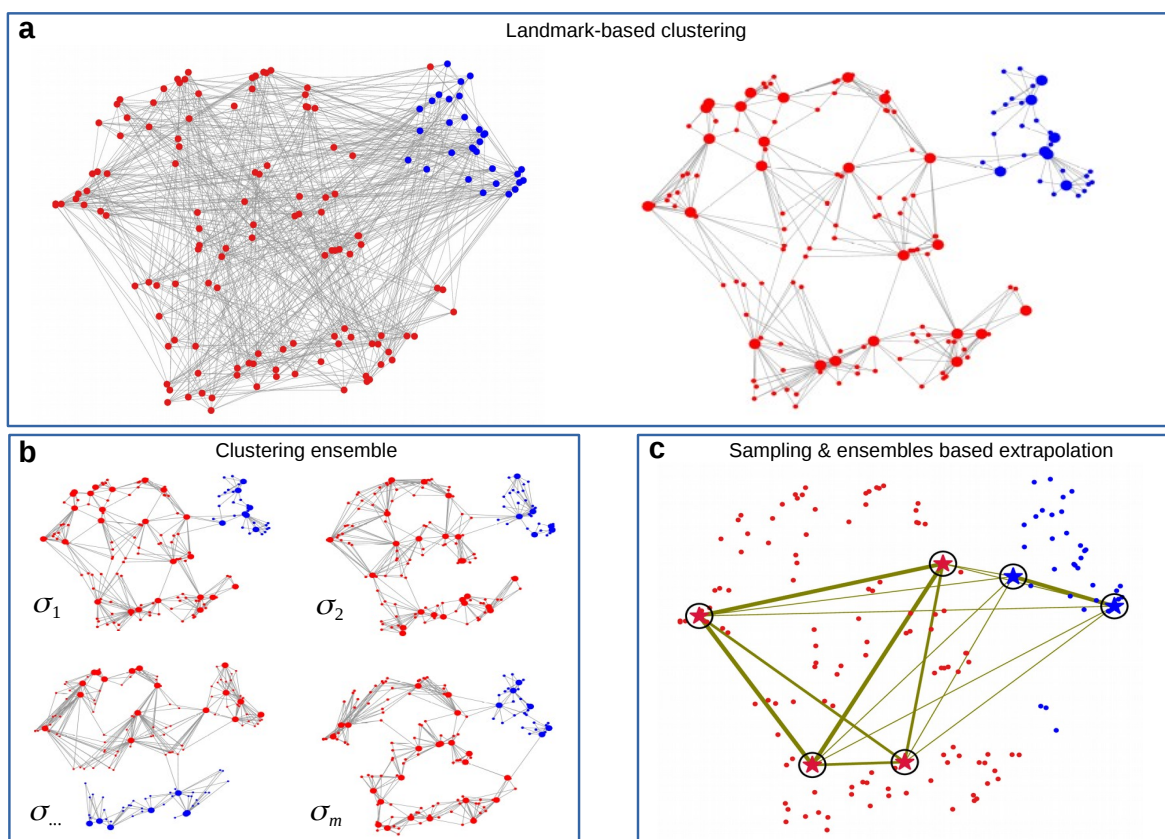 a
Landmark-based clustering
b
Clustering ensemble
σ1
σ2
σ...
σm
c
Sampling & ensembles based extrapolation